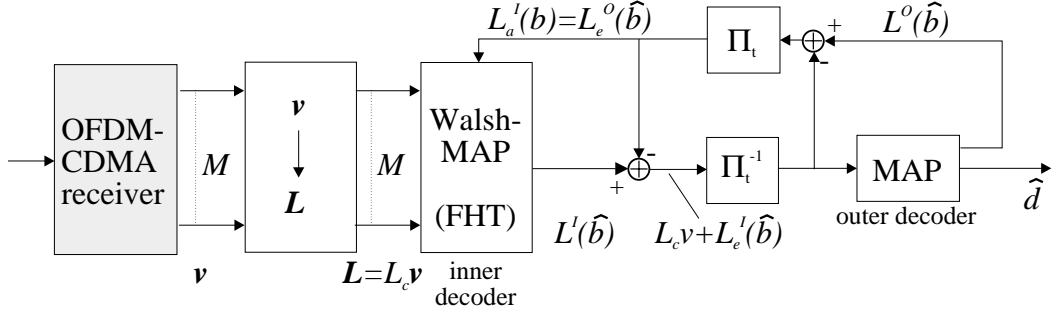 L_a^I(b)=L_e^O(b̂)
Π_t
+
-
L^O(b̂)
OFDM-
CDMA
receiver
M
v
L
M
Walsh-
MAP
(FHT)
-
+
Π_t^-1
MAP
d̂
outer decoder
v
L=L_c v
inner
decoder
L^I(b̂)
L_c v+L_e^I(b̂)